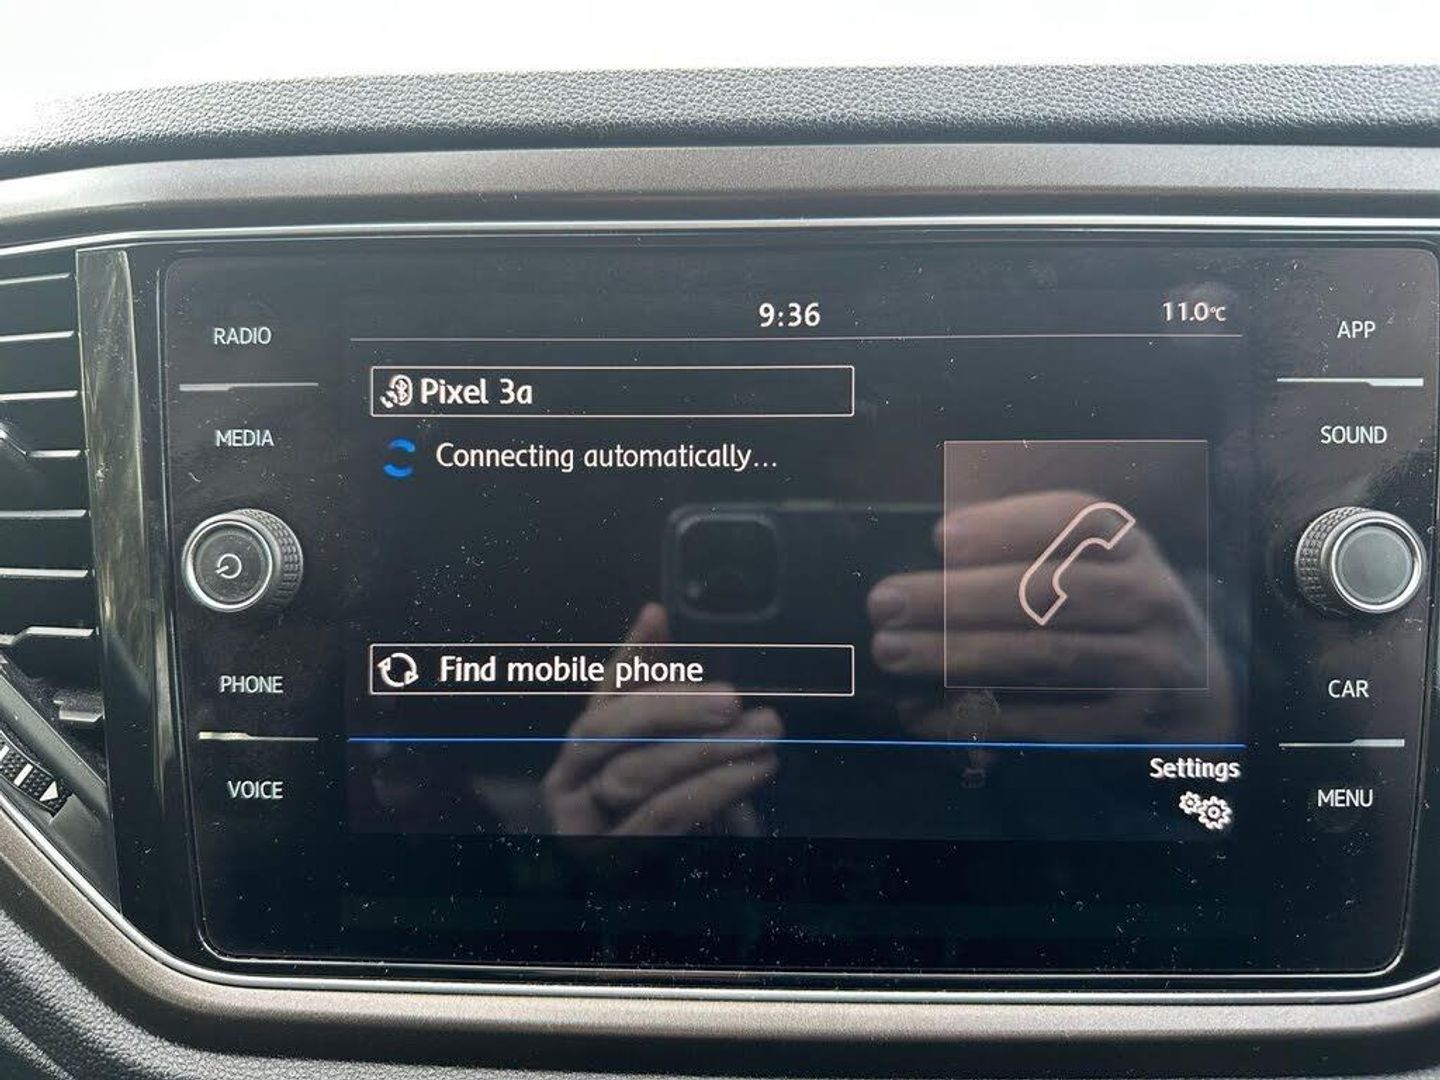 9:36
11.0°C
RADIO
MEDIA
PHONE
VOICE
Pixel 3a
Connecting automatically...
Find mobile phone
Settings
APP
SOUND
CAR
MENU